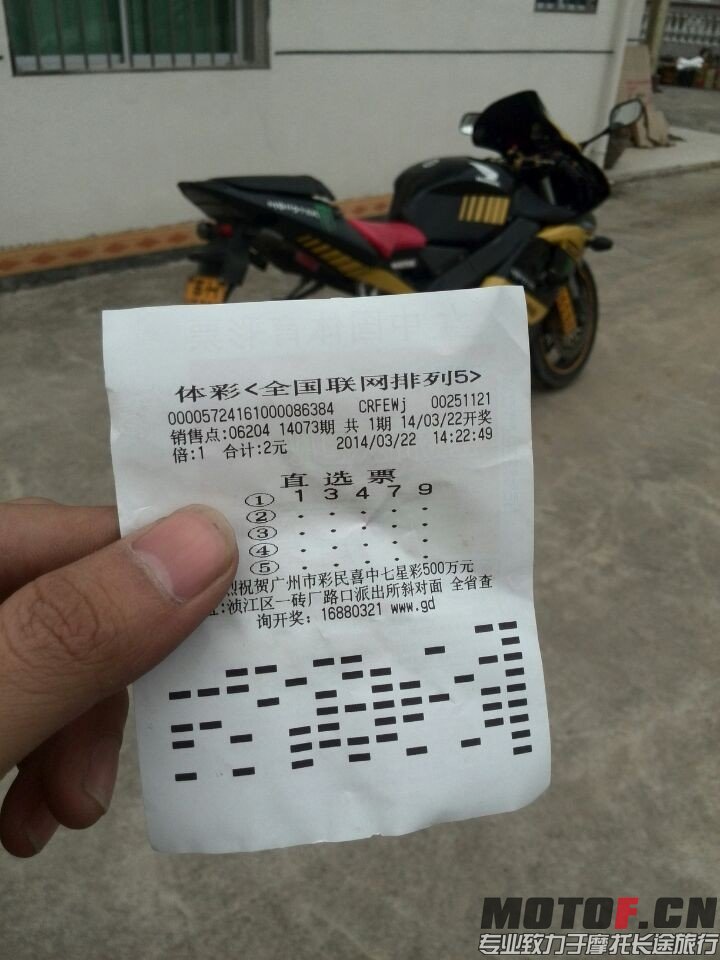 体彩<全国联网排列5>
00005724161000086384 CRFEWj 00251121
销售点:06204 14073期 共 1期 14/03/22开奖
倍:1 合计:2元 2014/03/22 14:22:49
直选票
① 1 3 4 7 9
② · · · · ·
③ · · · · ·
④ · · · · ·
⑤ · · · · ·
烈祝贺广州市彩民喜中七星彩500万元
:浈江区一砖厂路口派出所斜对面 全省查
询开奖: 16880321 www.gd
MOTOF.CN
专业致力于摩托长途旅行